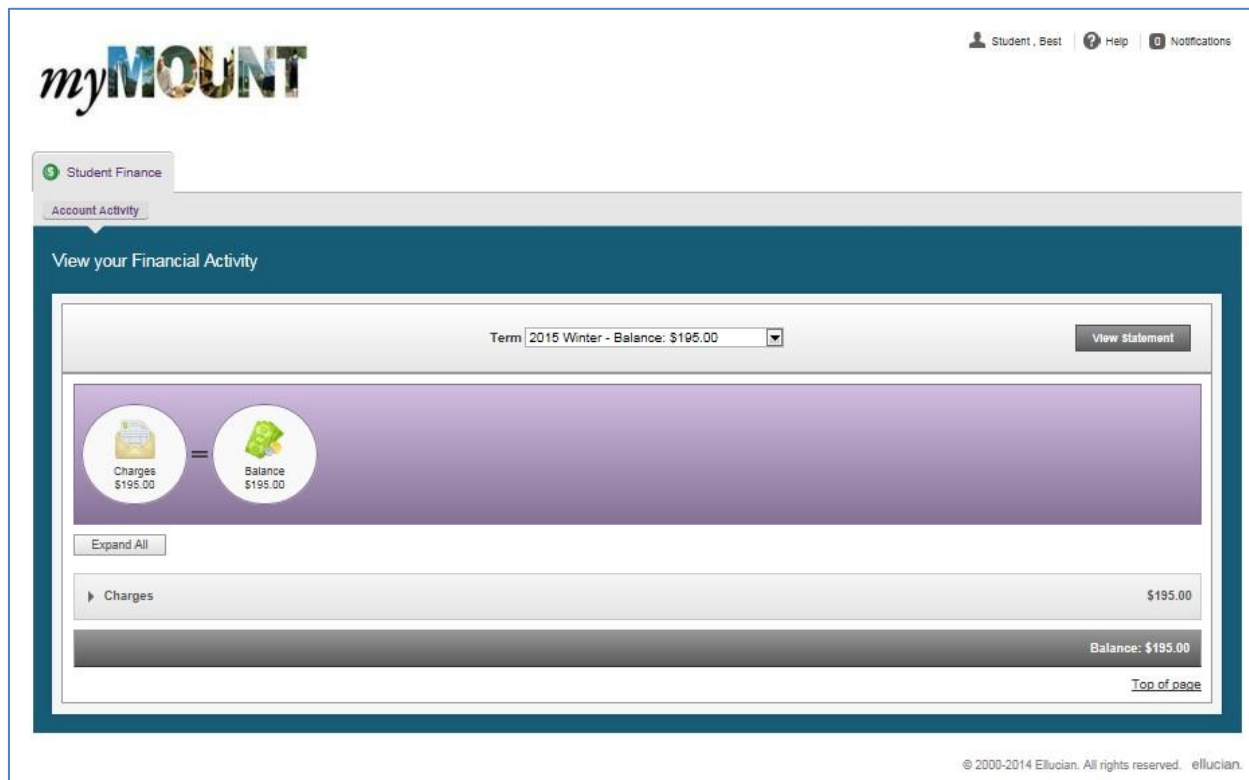 myMOUNT
Student , Best
Help
0 Notifications
Student Finance
Account Activity
View your Financial Activity
Term 2015 Winter - Balance: $195.00
View Statement
Charges
$195.00
=
Balance
$195.00
Expand All
Charges $195.00
Balance: $195.00
Top of page
© 2000-2014 Ellucian. All rights reserved. ellucian.